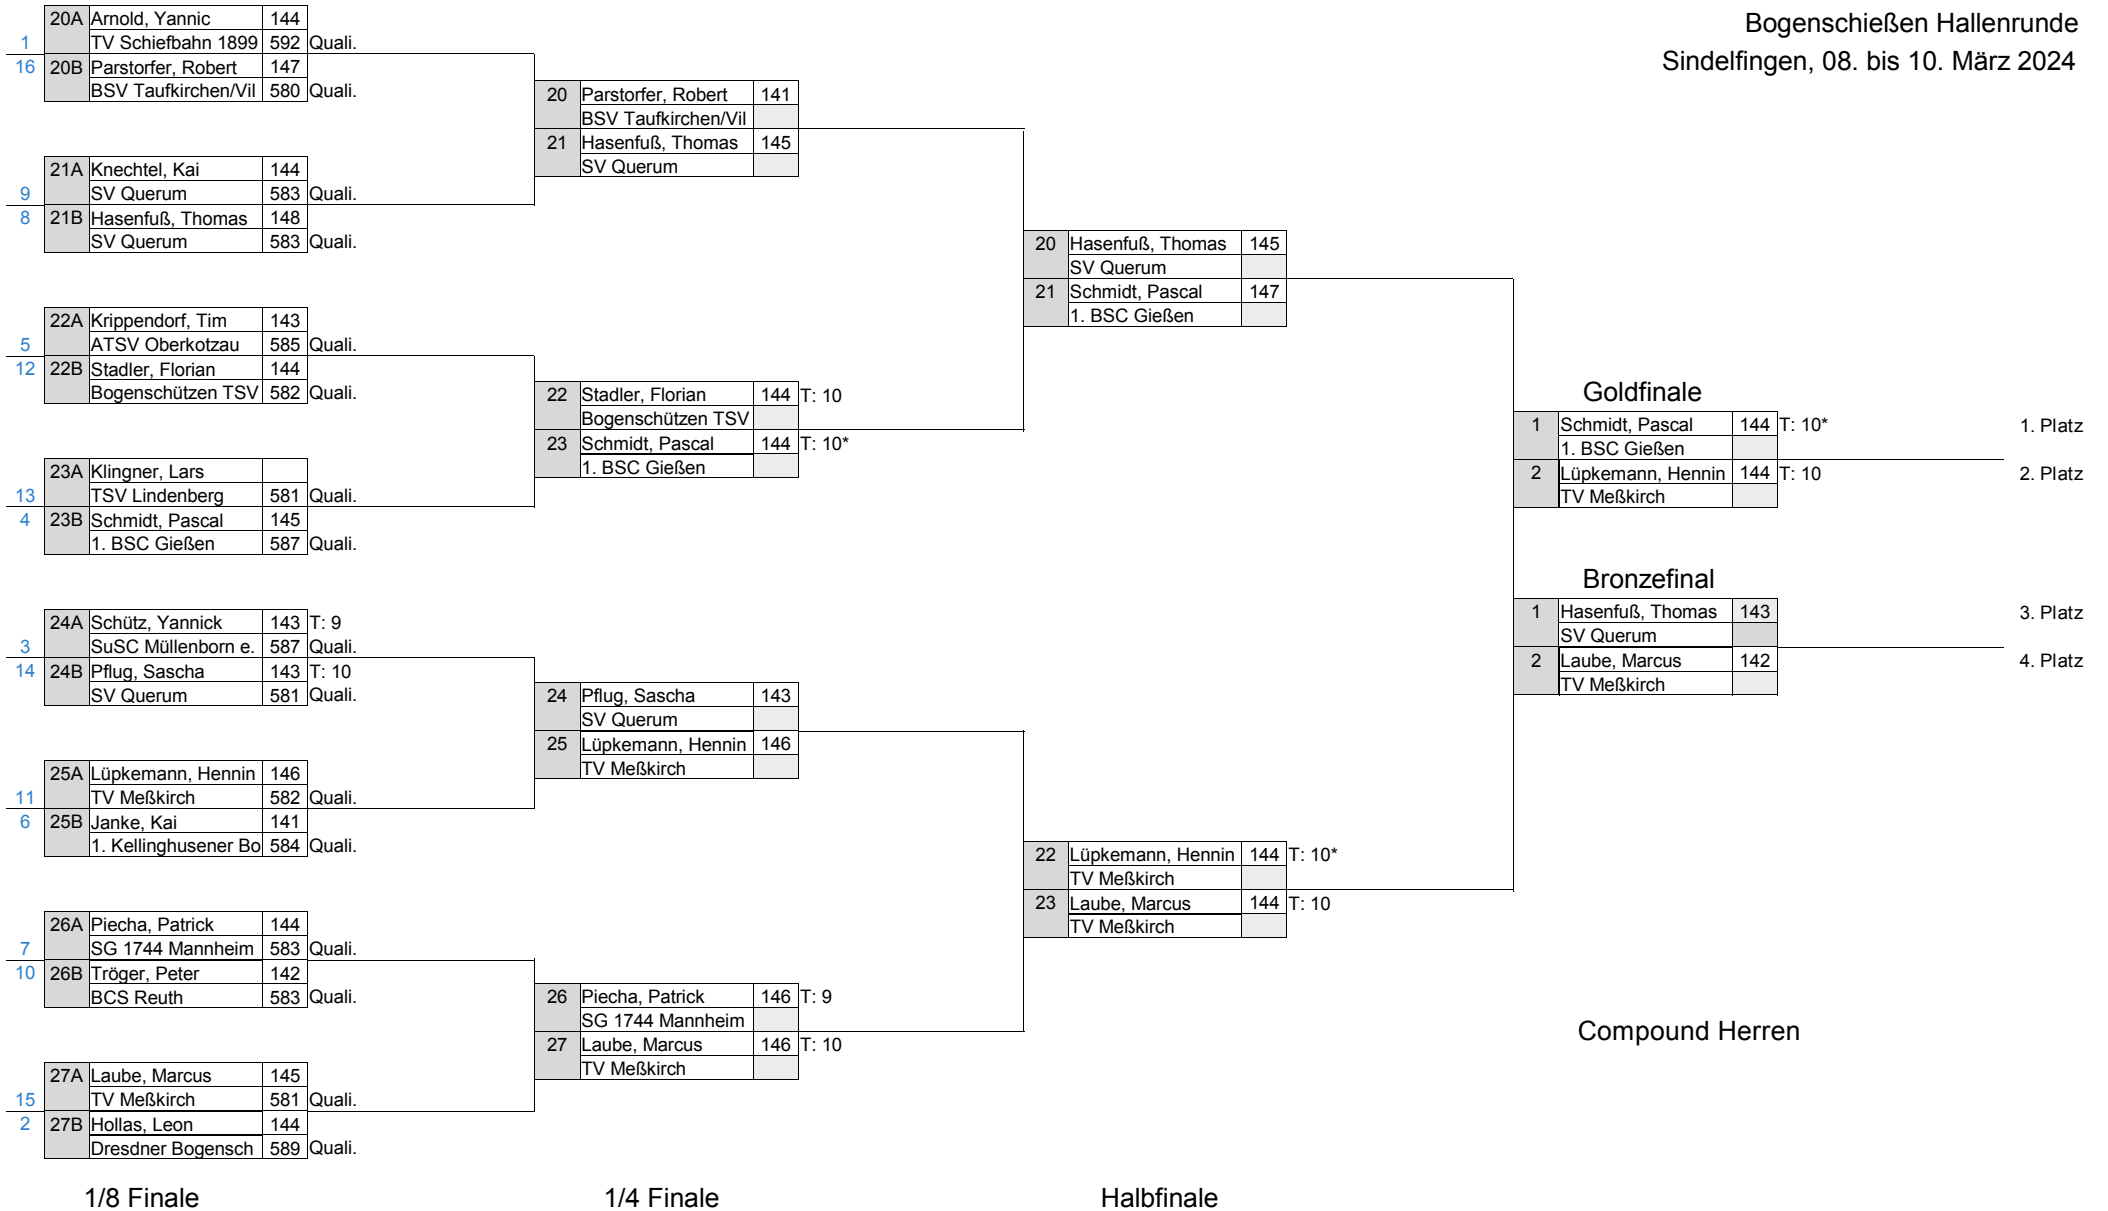 Bogenschießen Hallenrunde
Sindelfingen, 08. bis 10. März 2024
20A Arnold, Yannic 144
1 TV Schiefbahn 1899 592 Quali.
16 20B Parstorfer, Robert 147
BSV Taufkirchen/Vil 580 Quali.
21A Knechtel, Kai 144
9 SV Querum 583 Quali.
8 21B Hasenfuß, Thomas 148
SV Querum 583 Quali.
22A Krippendorf, Tim 143
5 ATSV Oberkotzau 585 Quali.
12 22B Stadler, Florian 144
Bogenschützen TSV 582 Quali.
23A Klingner, Lars
13 TSV Lindenberg 581 Quali.
4 23B Schmidt, Pascal 145
1. BSC Gießen 587 Quali.
24A Schütz, Yannick 143 T: 9
3 SuSC Müllenborn e. 587 Quali.
14 24B Pflug, Sascha 143 T: 10
SV Querum 581 Quali.
25A Lüpkemann, Hennin 146
11 TV Meßkirch 582 Quali.
6 25B Janke, Kai 141
1. Kellinghusener Bo 584 Quali.
26A Piecha, Patrick 144
7 SG 1744 Mannheim 583 Quali.
10 26B Tröger, Peter 142
BCS Reuth 583 Quali.
27A Laube, Marcus 145
15 TV Meßkirch 581 Quali.
2 27B Hollas, Leon 144
Dresdner Bogensch 589 Quali.
1/8 Finale
20 Parstorfer, Robert 141
BSV Taufkirchen/Vil
21 Hasenfuß, Thomas 145
SV Querum
22 Stadler, Florian 144 T: 10
Bogenschützen TSV
23 Schmidt, Pascal 144 T: 10*
1. BSC Gießen
24 Pflug, Sascha 143
SV Querum
25 Lüpkemann, Hennin 146
TV Meßkirch
26 Piecha, Patrick 146 T: 9
SG 1744 Mannheim
27 Laube, Marcus 146 T: 10
TV Meßkirch
1/4 Finale
20 Hasenfuß, Thomas 145
SV Querum
21 Schmidt, Pascal 147
1. BSC Gießen
22 Lüpkemann, Hennin 144 T: 10*
TV Meßkirch
23 Laube, Marcus 144 T: 10
TV Meßkirch
Halbfinale
Goldfinale
1 Schmidt, Pascal 144 T: 10* 1. Platz
1. BSC Gießen
2 Lüpkemann, Hennin 144 T: 10 2. Platz
TV Meßkirch
Bronzefinal
1 Hasenfuß, Thomas 143 3. Platz
SV Querum
2 Laube, Marcus 142 4. Platz
TV Meßkirch
Compound Herren